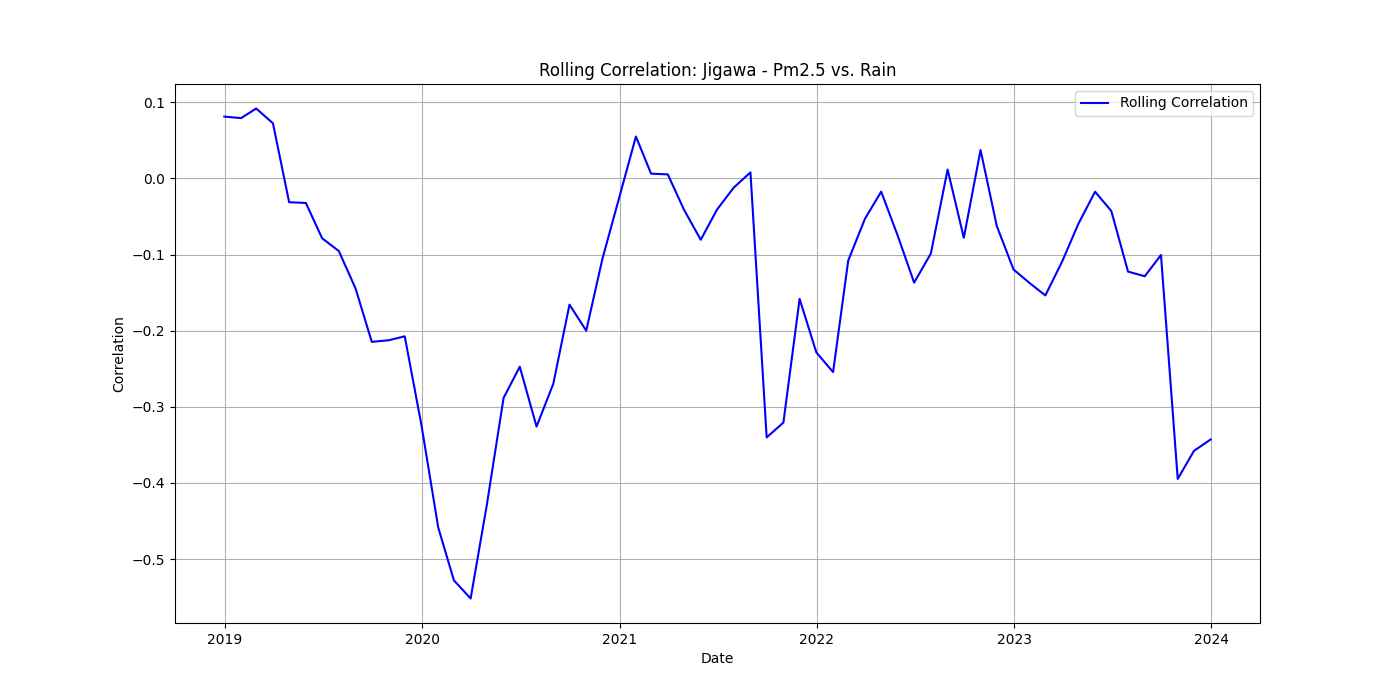 Rolling Correlation: Jigawa - Pm2.5 vs. Rain
Rolling Correlation
0.1
0.0
−0.1
−0.2
−0.3
−0.4
−0.5
Correlation
2019 2020 2021 2022 2023 2024
Date